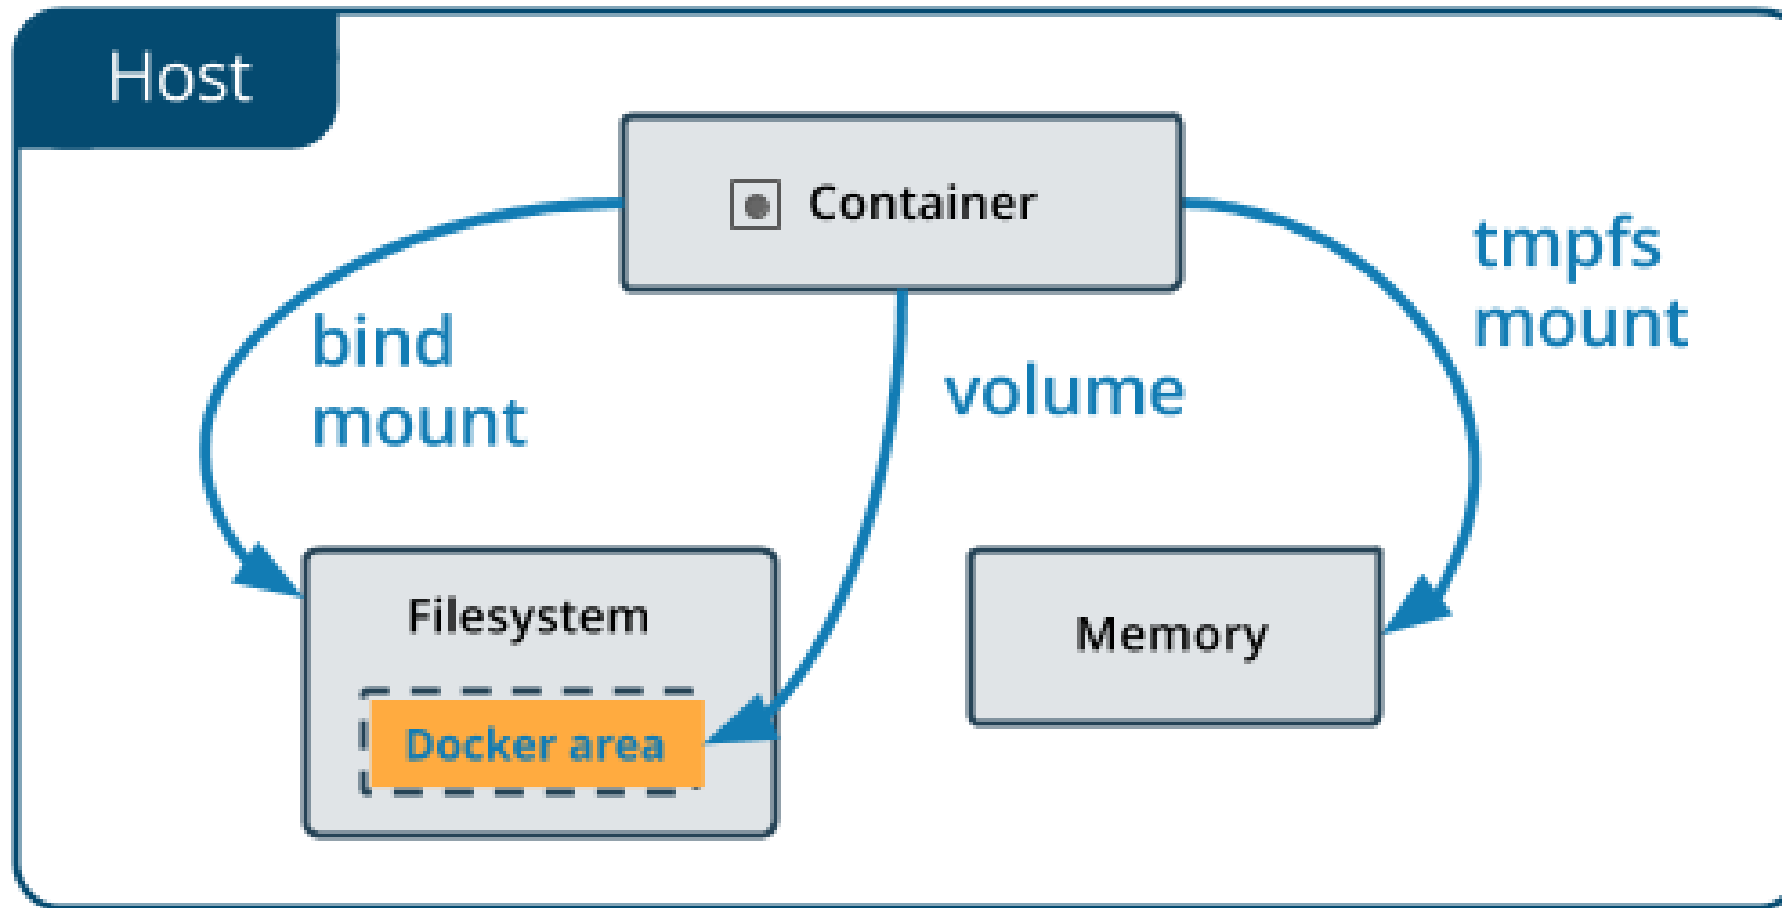 Host
Container
tmpfs
mount
bind
mount
volume
Filesystem
Memory
Docker area